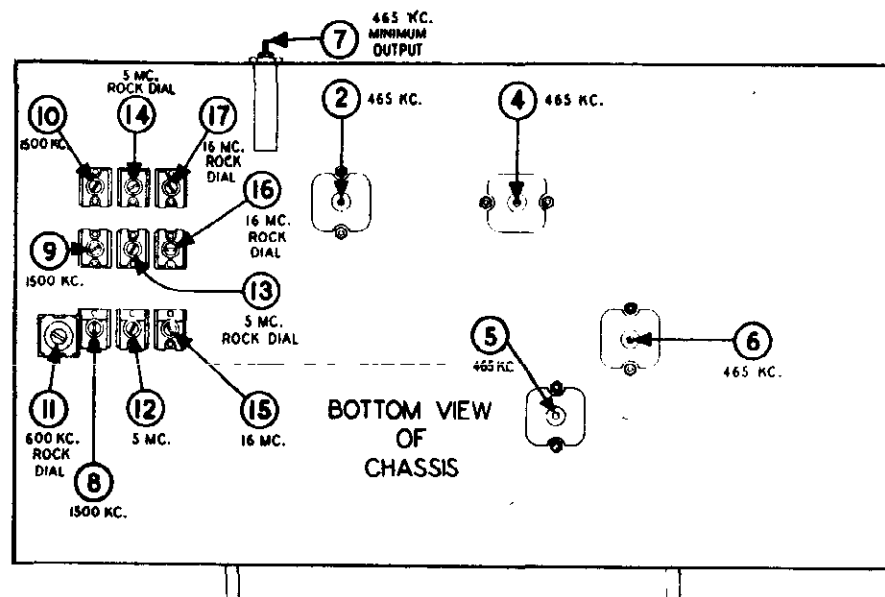 465 KC.
MINIMUM
OUTPUT
7
5 MC.
ROCK DIAL
10
14
17
1500 KC.
16 MC.
ROCK
DIAL
2
465 KC.
4
465 KC.
16
16 MC.
ROCK
DIAL
9
1500 KC.
13
5 MC.
ROCK DIAL
5
465 KC
6
465 KC.
11
600 KC.
ROCK
DIAL
12
5 MC.
15
16 MC.
8
1500 KC.
BOTTOM VIEW
OF
CHASSIS